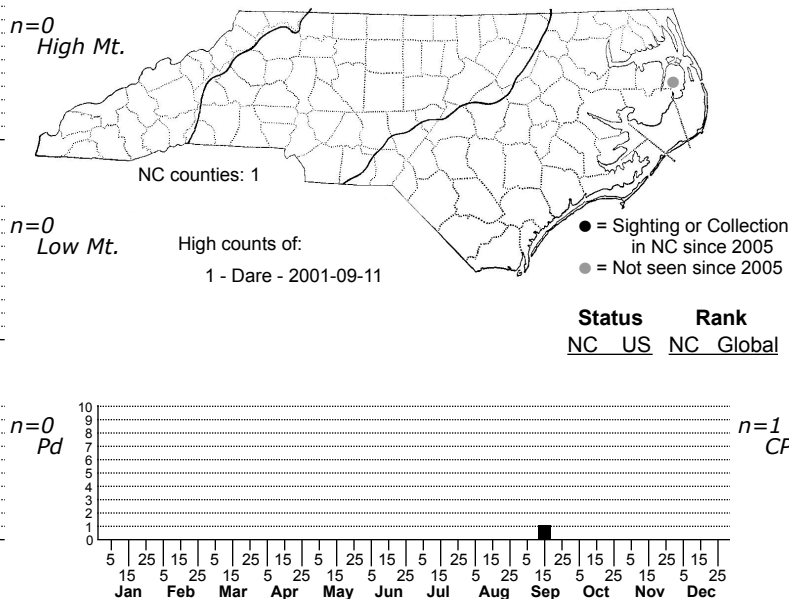 n=0
High Mt.
NC counties: 1
n=0
Low Mt.
High counts of:
1 - Dare - 2001-09-11
● = Sighting or Collection
in NC since 2005
● = Not seen since 2005
Status Rank
NC US NC Global
n=0
Pd
10
9
8
7
6
5
4
3
2
1
0
n=1
CP
5 25 15 5 25 15 5 25 15 5 25 15 5 25 15 5 25 15
15 5 25 15 5 25 15 5 25 15 5 25 15 5 25 15 5 25
Jan Feb Mar Apr May Jun Jul Aug Sep Oct Nov Dec